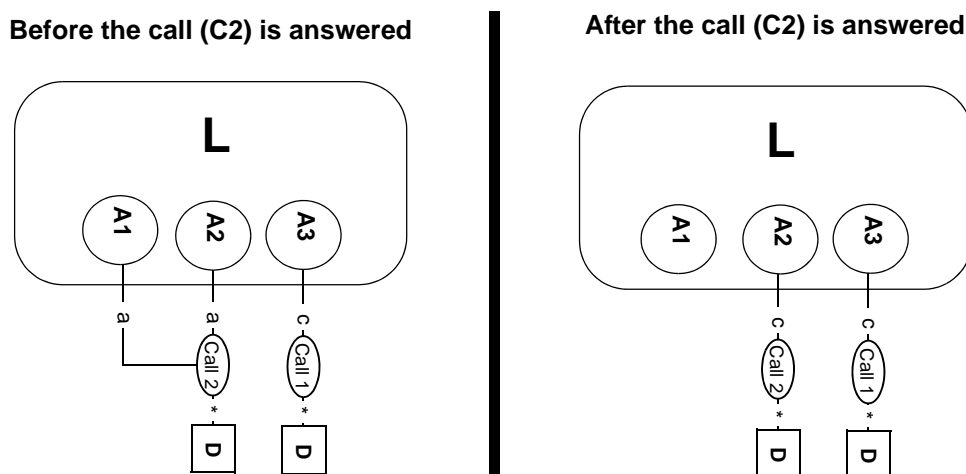 Before the call (C2) is answered
L
A1
A2
A3
a
a
c
Call 2
Call 1
*
*
D
D
After the call (C2) is answered
L
A1
A2
A3
c
c
Call 2
Call 1
*
*
D
D